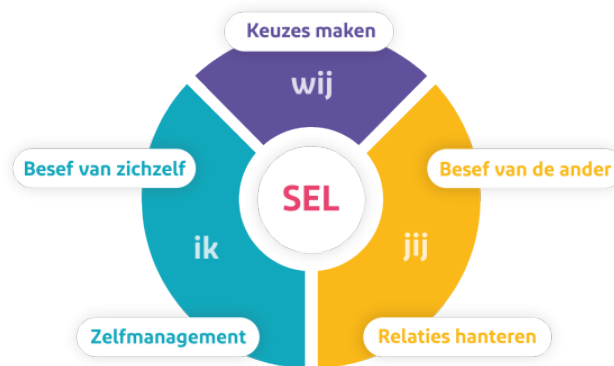 Keuzes maken
wij
Besef van zichzelf
Besef van de ander
SEL
ik
jij
Zelfmanagement
Relaties hanteren